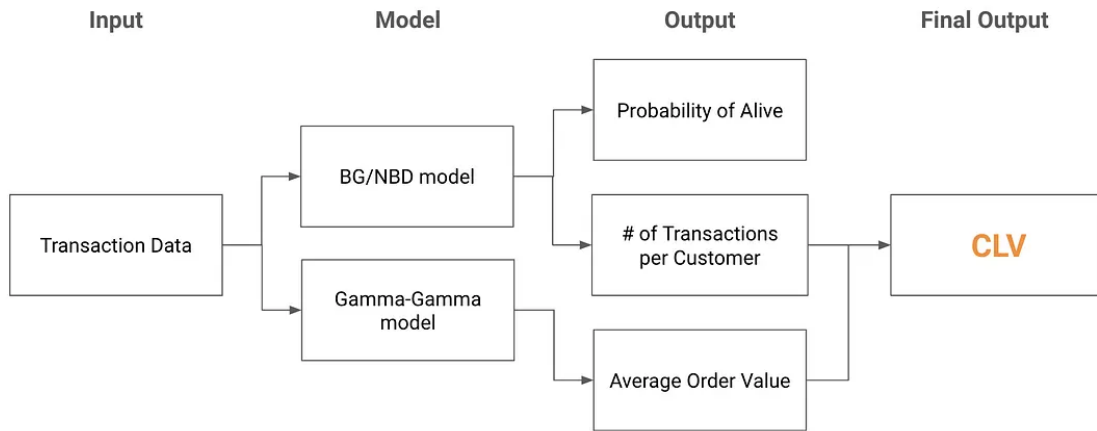 Input
Model
Output
Final Output
Transaction Data
BG/NBD model
Gamma-Gamma
model
Probability of Alive
# of Transactions
per Customer
Average Order Value
CLV